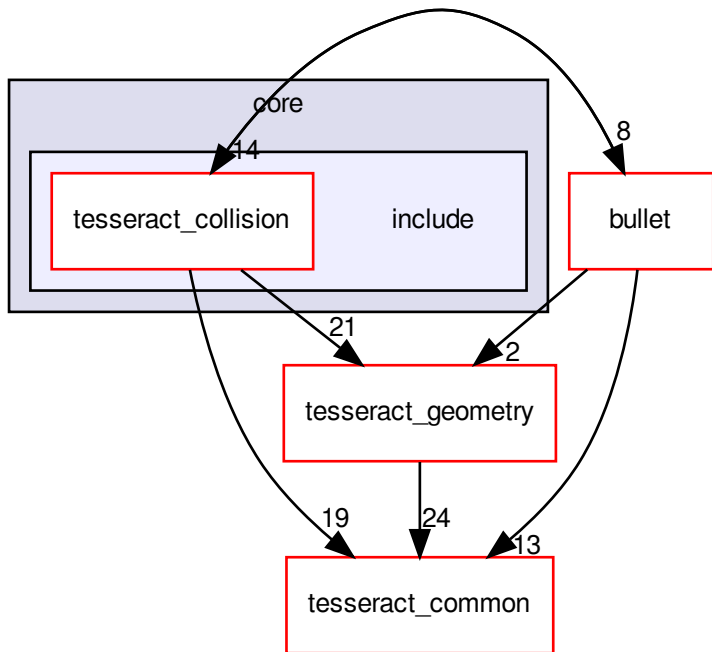 core
8
14
tesseract_collision
include
bullet
21
2
tesseract_geometry
19
24
13
tesseract_common